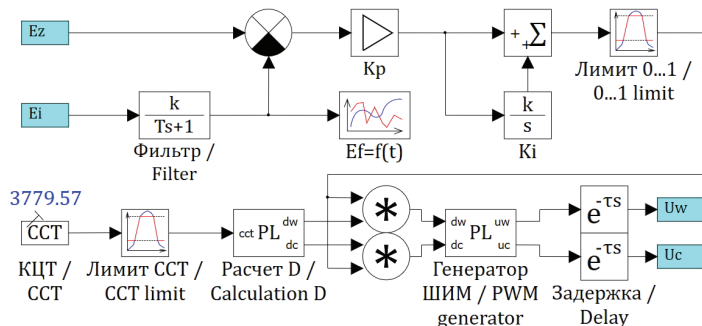 Ez
Kp
+
+
Σ
Лимит 0...1 /
0...1 limit
Ei
k
Ts+1
Фильтр /
Filter
Ef=f(t)
k
s
Ki
3779.57
CCT
КЦТ /
CCT
Лимит CCT /
CCT limit
cct PL dw
dc
Расчет D /
Calculation D
*
*
dw PL uw
dc uc
Генератор
ШИМ / PWM
generator
e^-τs
e^-τs
Задержка /
Delay
Uw
Uc